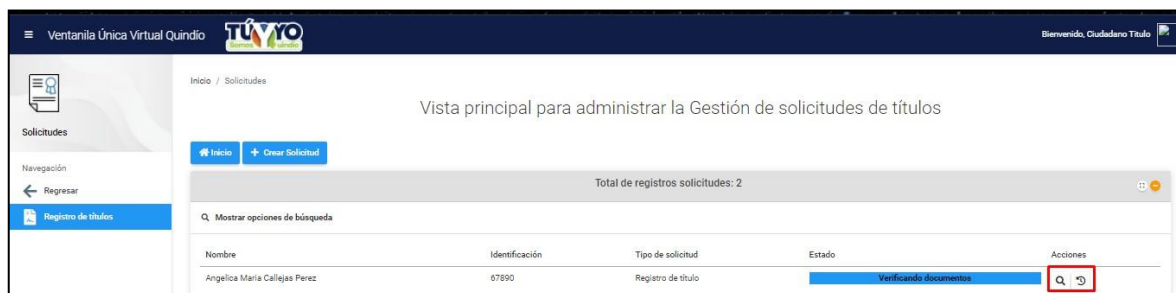 Ventanila Única Virtual Quindío
TÚ Y YO
Somos Quindío
Bienvenido, Ciudadano Titulo
Solicitudes
Navegación
Regresar
Registro de títulos
Inicio / Solicitudes
Vista principal para administrar la Gestión de solicitudes de títulos
Inicio
+ Crear Solicitud
Total de registros solicitudes: 2
Mostrar opciones de búsqueda
Nombre Identificación Tipo de solicitud Estado Acciones
Angelica Maria Callejas Perez 67890 Registro de título Verificando documentos